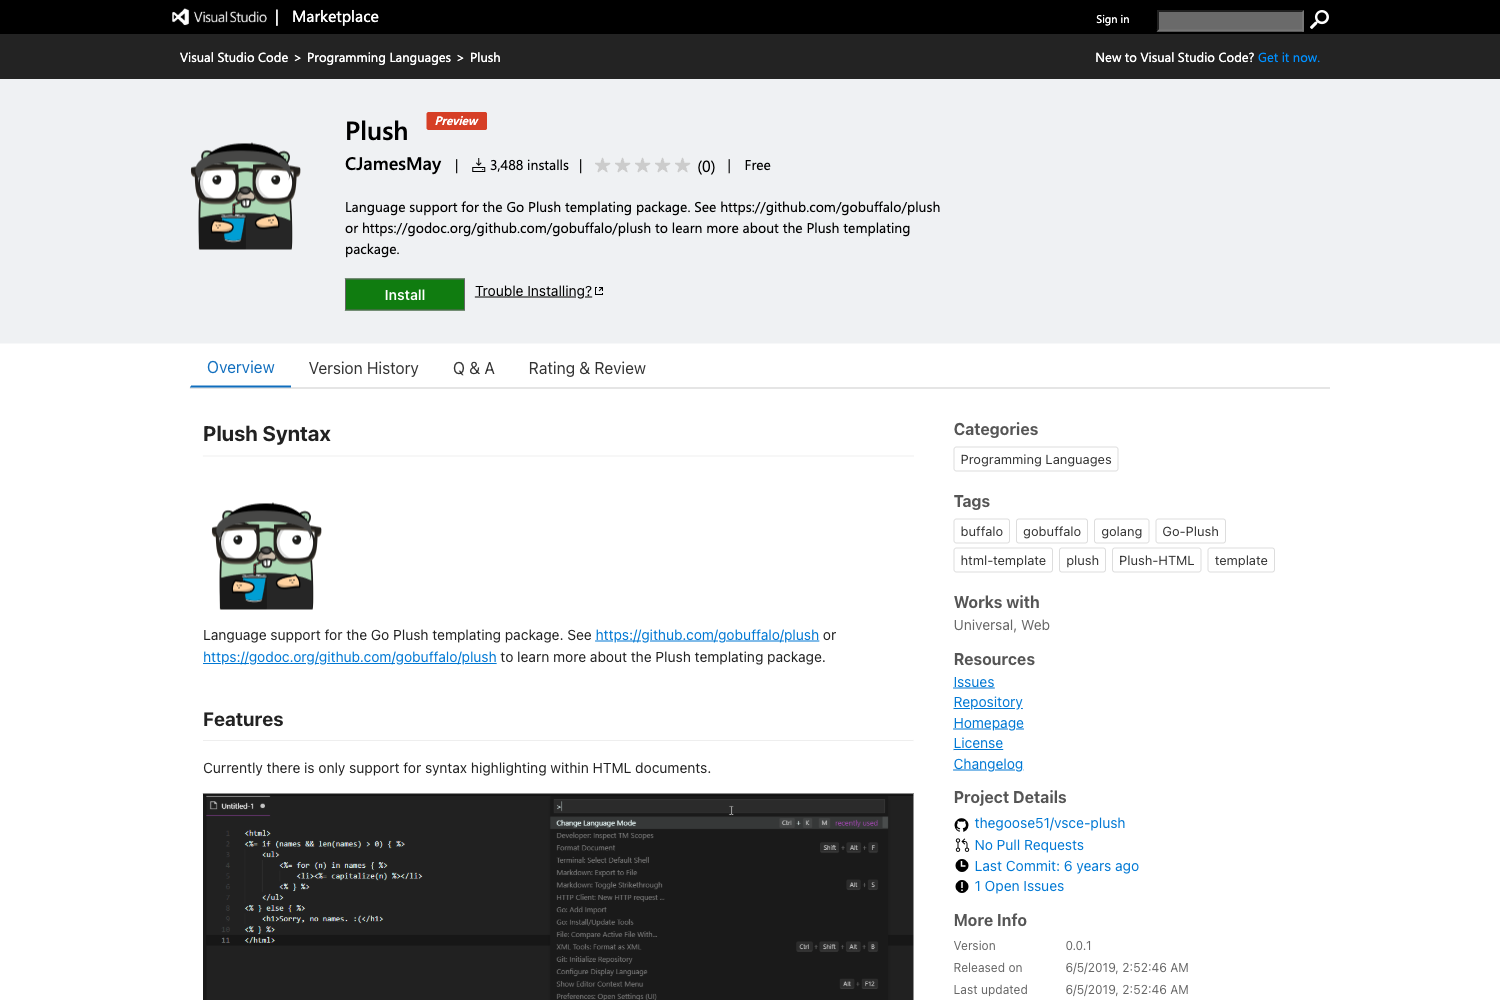 Visual Studio | Marketplace
Sign in
Visual Studio Code > Programming Languages > Plush
New to Visual Studio Code? Get it now.
Plush Preview
CJamesMay | 3,488 installs | (0) | Free
Language support for the Go Plush templating package. See https://github.com/gobuffalo/plush
or https://godoc.org/github.com/gobuffalo/plush to learn more about the Plush templating
package.
Install Trouble Installing?
Overview Version History Q & A Rating & Review
Plush Syntax
Language support for the Go Plush templating package. See https://github.com/gobuffalo/plush or
https://godoc.org/github.com/gobuffalo/plush to learn more about the Plush templating package.
Features
Currently there is only support for syntax highlighting within HTML documents.
Untitled-1
1 <html>
2 <%= if (names && len(names) > 0) { %>
3 <ul>
4 <%= for (n) in names { %>
5 <li><%= capitalize(n) %></li>
6 <% } %>
7 </ul>
8 <% } else { %>
9 <h1>Sorry, no names. :(</h1>
10 <% } %>
11 </html>
>
Change Language Mode Ctrl + K M recently used
Developer: Inspect TM Scopes
Format Document Shift + Alt + F
Terminal: Select Default Shell
Markdown: Export to File
Markdown: Toggle Strikethrough Alt + S
HTTP Client: New HTTP request ...
Go: Add Import
Go: Install/Update Tools
File: Compare Active File With...
XML Tools: Format as XML Ctrl + Shift + Alt + B
Git: Initialize Repository
Configure Display Language
Show Editor Context Menu Alt + F12
Preferences: Open Settings (UI)
Categories
Programming Languages
Tags
buffalo gobuffalo golang Go-Plush
html-template plush Plush-HTML template
Works with
Universal, Web
Resources
Issues
Repository
Homepage
License
Changelog
Project Details
thegoose51/vsce-plush
No Pull Requests
Last Commit: 6 years ago
1 Open Issues
More Info
Version 0.0.1
Released on 6/5/2019, 2:52:46 AM
Last updated 6/5/2019, 2:52:46 AM